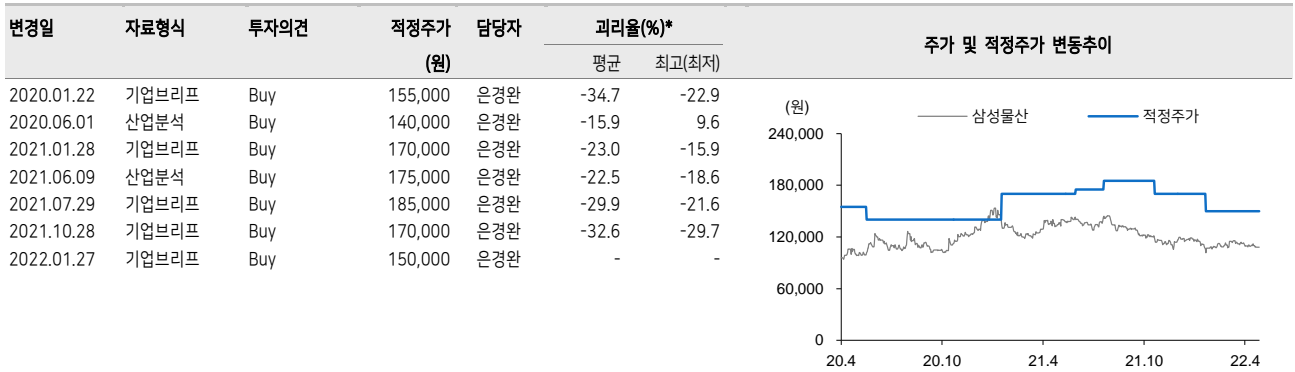 변경일 자료형식 투자의견 적정주가 담당자 괴리율(%)*
(원) 평균 최고(최저)
2020.01.22 기업브리프 Buy 155,000 은경완 -34.7 -22.9
2020.06.01 산업분석 Buy 140,000 은경완 -15.9 9.6
2021.01.28 기업브리프 Buy 170,000 은경완 -23.0 -15.9
2021.06.09 산업분석 Buy 175,000 은경완 -22.5 -18.6
2021.07.29 기업브리프 Buy 185,000 은경완 -29.9 -21.6
2021.10.28 기업브리프 Buy 170,000 은경완 -32.6 -29.7
2022.01.27 기업브리프 Buy 150,000 은경완 - -
주가 및 적정주가 변동추이
(원) 삼성물산 적정주가
240,000
180,000
120,000
60,000
0
20.4 20.10 21.4 21.10 22.4